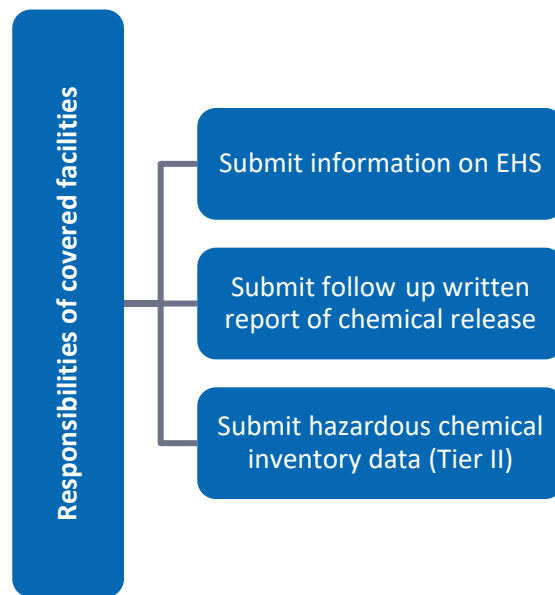 Responsibilities of covered facilities
Submit information on EHS
Submit follow up written
report of chemical release
Submit hazardous chemical
inventory data (Tier II)